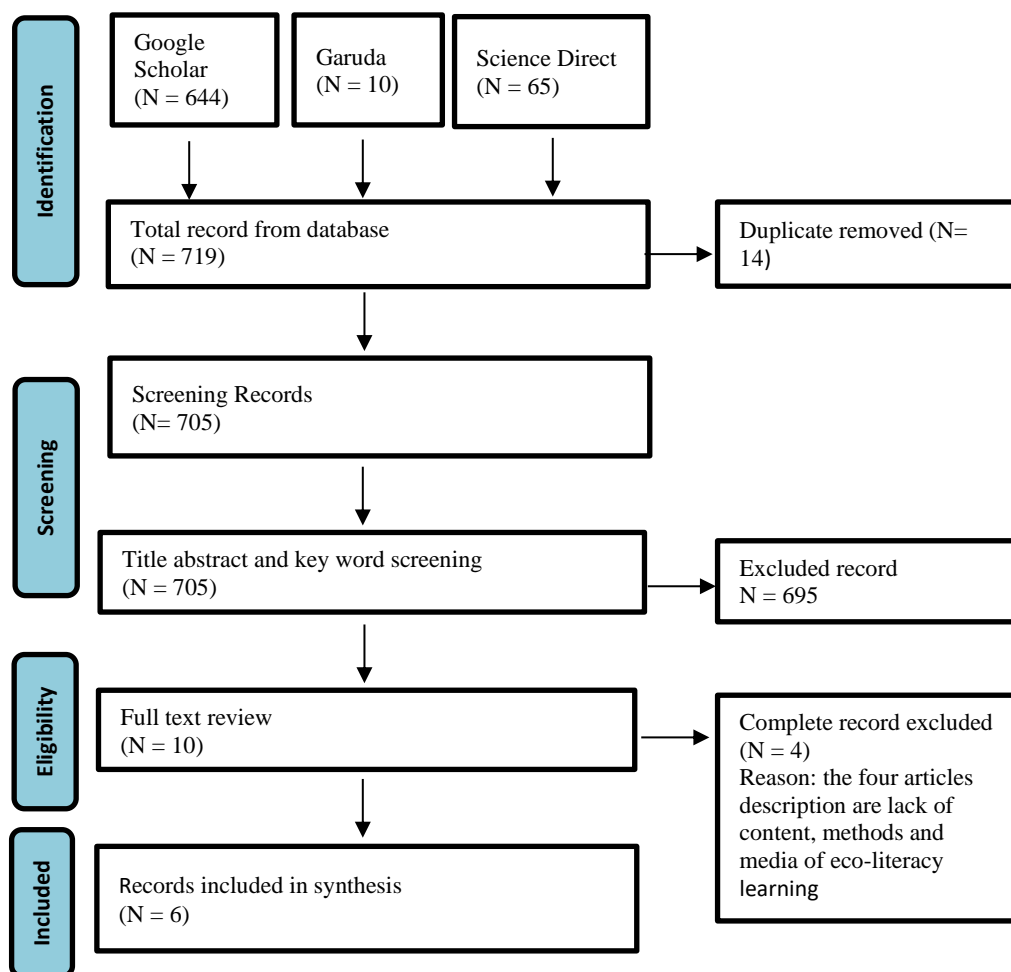 Identification
Google
Scholar
(N = 644)
Garuda
(N = 10)
Science Direct
(N = 65)
Total record from database
(N = 719)
Duplicate removed (N=
14)
Screening
Screening Records
(N= 705)
Title abstract and key word screening
(N = 705)
Excluded record
N = 695
Eligibility
Full text review
(N = 10)
Complete record excluded
(N = 4)
Reason: the four articles
description are lack of
content, methods and
media of eco-literacy
learning
Included
Records included in synthesis
(N = 6)